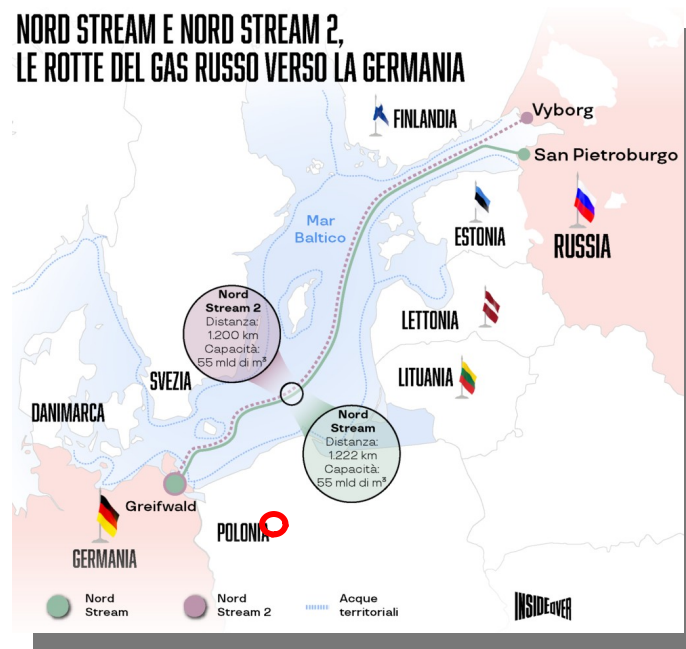 NORD STREAM E NORD STREAM 2,
LE ROTTE DEL GAS RUSSO VERSO LA GERMANIA
FINLANDIA
Vyborg
San Pietroburgo
Mar
Baltico
ESTONIA
RUSSIA
Nord
Stream 2
Distanza:
1.200 km
Capacità:
55 mld di m³
LETTONIA
SVEZIA
LITUANIA
DANIMARCA
Nord
Stream
Distanza:
1.222 km
Capacità:
55 mld di m³
Greifwald
POLONIA
GERMANIA
Nord
Stream
Nord
Stream 2
Acque
territoriali
INSIDEOVER